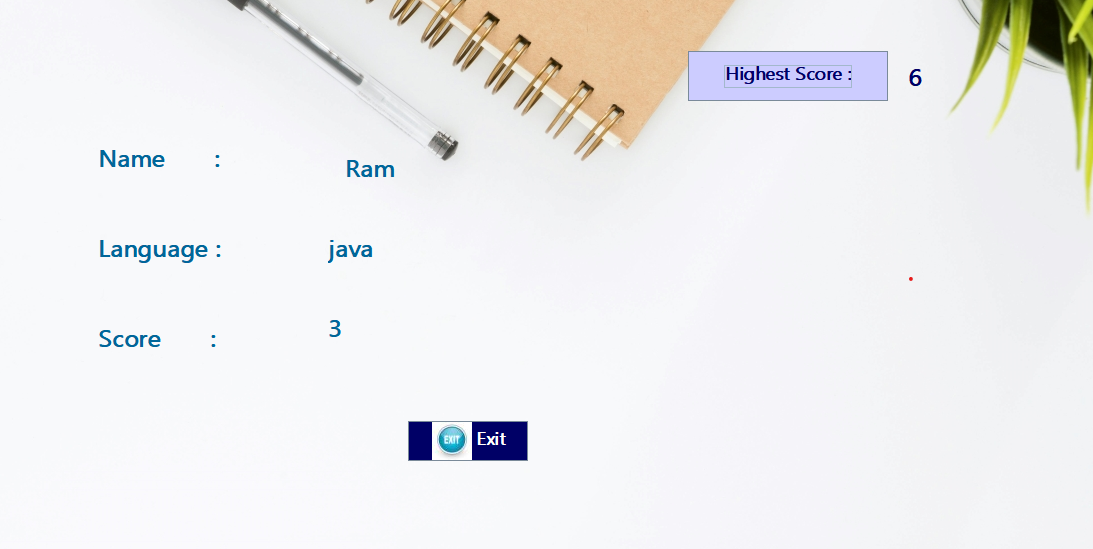 Highest Score :
6
Name :
Ram
Language :
java
Score :
3
EXIT
Exit